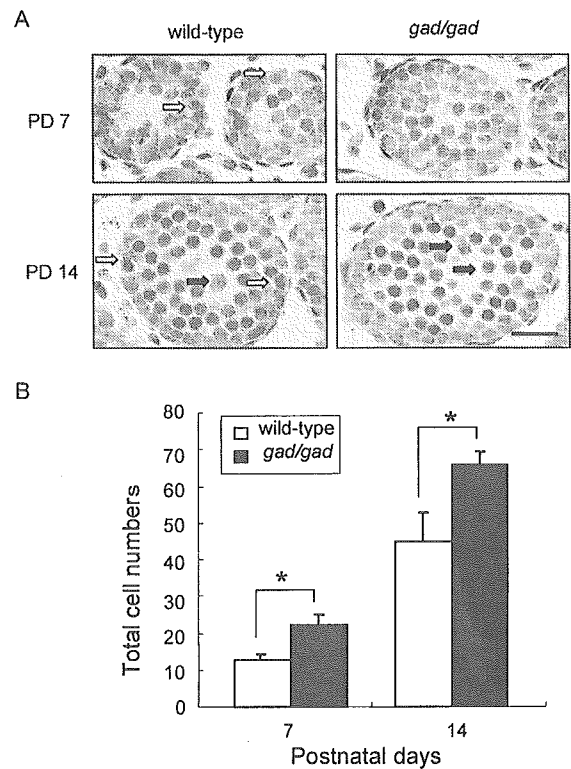 A
wild-type
gad/gad
PD 7
PD 14
B
80
70
60
50
40
30
20
10
0
Total cell numbers
wild-type
gad/gad
*
*
7
14
Postnatal days